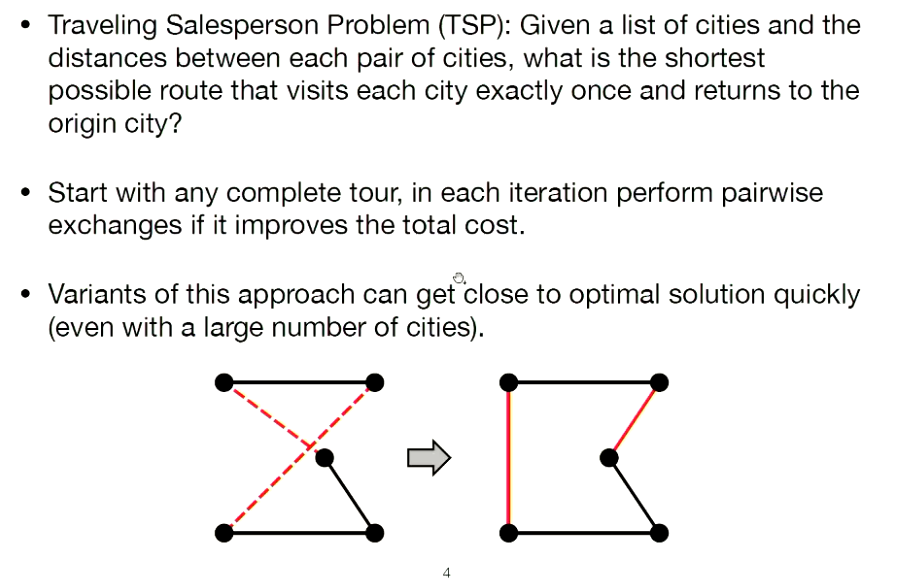 • Traveling Salesperson Problem (TSP): Given a list of cities and the
distances between each pair of cities, what is the shortest
possible route that visits each city exactly once and returns to the
origin city?
• Start with any complete tour, in each iteration perform pairwise
exchanges if it improves the total cost.
• Variants of this approach can get close to optimal solution quickly
(even with a large number of cities).
4